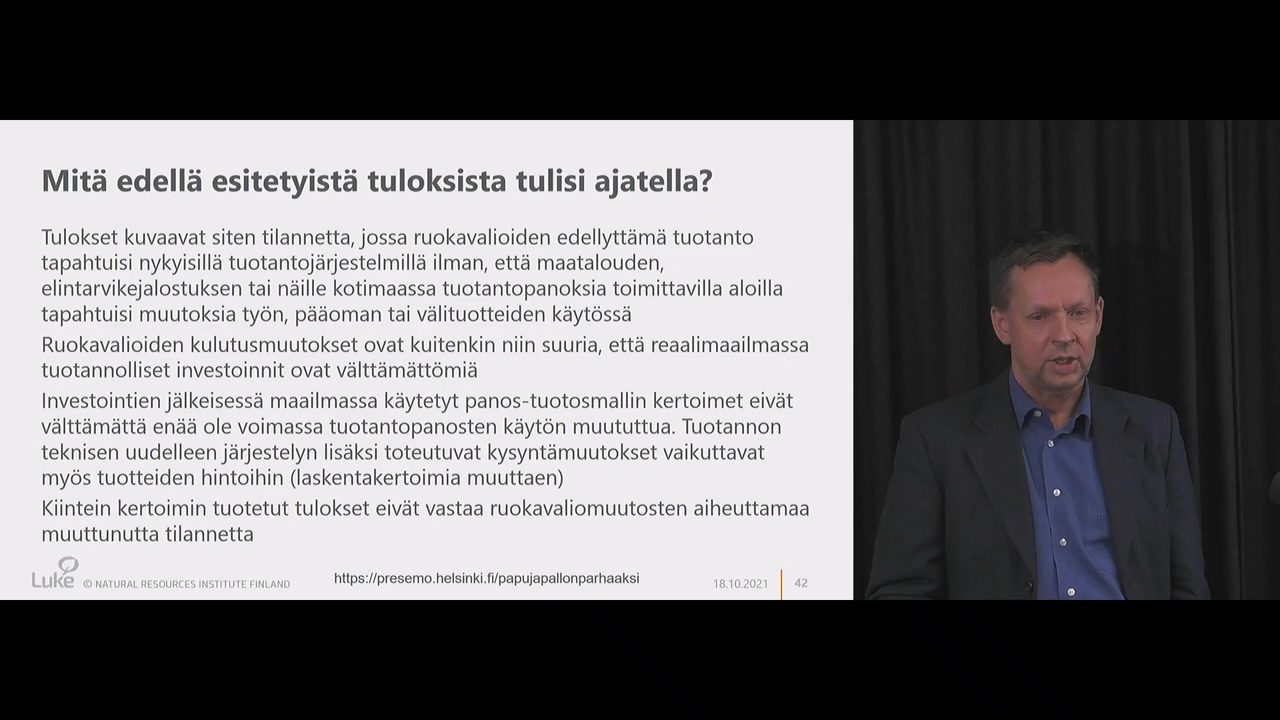 Mitä edellä esitetyistä tuloksista tulisi ajatella?
Tulokset kuvaavat siten tilannetta, jossa ruokavalioiden edellyttämä tuotanto
tapahtuisi nykyisillä tuotantojärjestelmillä ilman, että maatalouden,
elintarvikejalostuksen tai näille kotimaassa tuotantopanoksia toimittavilla aloilla
tapahtuisi muutoksia työn, pääoman tai välituotteiden käytössä
Ruokavalioiden kulutusmuutokset ovat kuitenkin niin suuria, että reaalimaailmassa
tuotannolliset investoinnit ovat välttämättömiä
Investointien jälkeisessä maailmassa käytetyt panos-tuotosmallin kertoimet eivät
välttämättä enää ole voimassa tuotantopanosten käytön muututtua. Tuotannon
teknisen uudelleen järjestelyn lisäksi toteutuvat kysyntämuutokset vaikuttavat
myös tuotteiden hintoihin (laskentakertoimia muuttaen)
Kiintein kertoimin tuotetut tulokset eivät vastaa ruokavaliomuutosten aiheuttamaa
muuttunutta tilannetta
Luke © NATURAL RESOURCES INSTITUTE FINLAND
https://presemo.helsinki.fi/papujapallonparhaaksi
18.10.2021 42